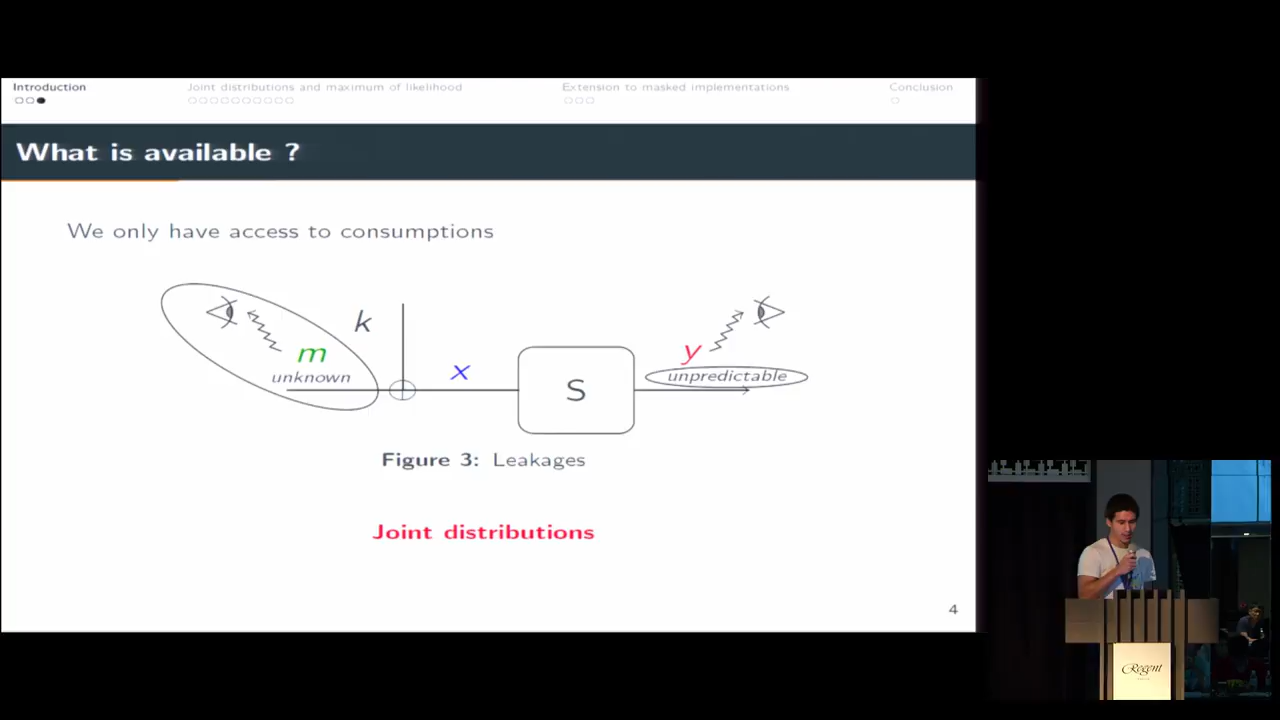 Introduction
Joint distributions and maximum of likelihood
Extension to masked implementations
Conclusion
What is available ?
We only have access to consumptions
k
m
unknown
x
S
y
unpredictable
Figure 3: Leakages
Joint distributions
4
Regent